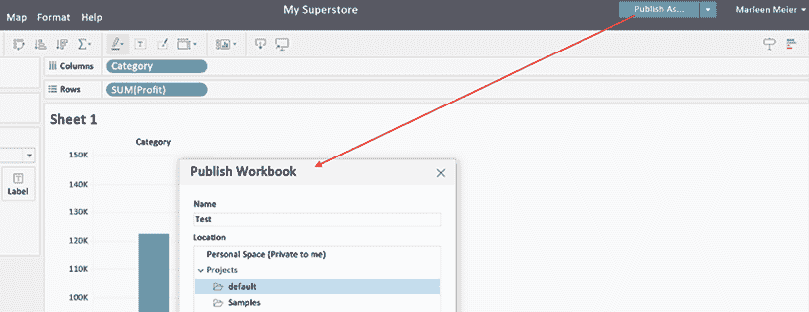 My Superstore
Publish As...
Marleen Meier
Map Format Help
Columns
Category
Rows
SUM(Profit)
Sheet 1
Category
150K
140K
130K
120K
110K
100K
Label
Publish Workbook
Name
Test
Location
Personal Space (Private to me)
Projects
default
Samples